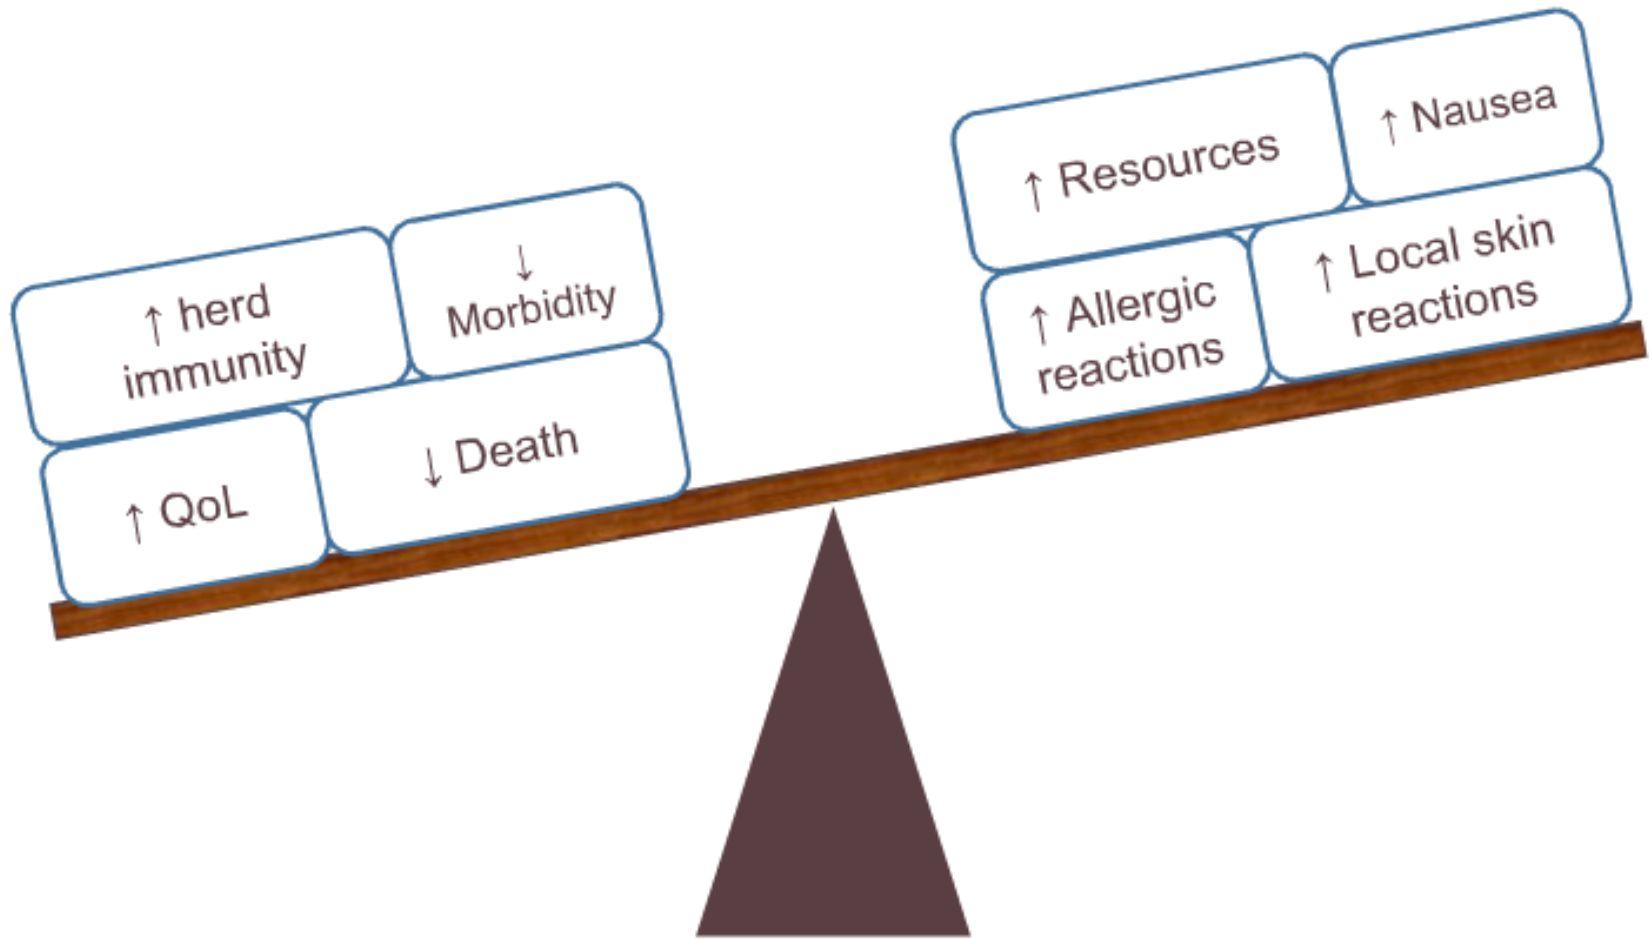 ↑ herd
immunity
↓
Morbidity
↑ QoL
↓ Death
↑ Resources
↑ Nausea
↑ Allergic
reactions
↑ Local skin
reactions